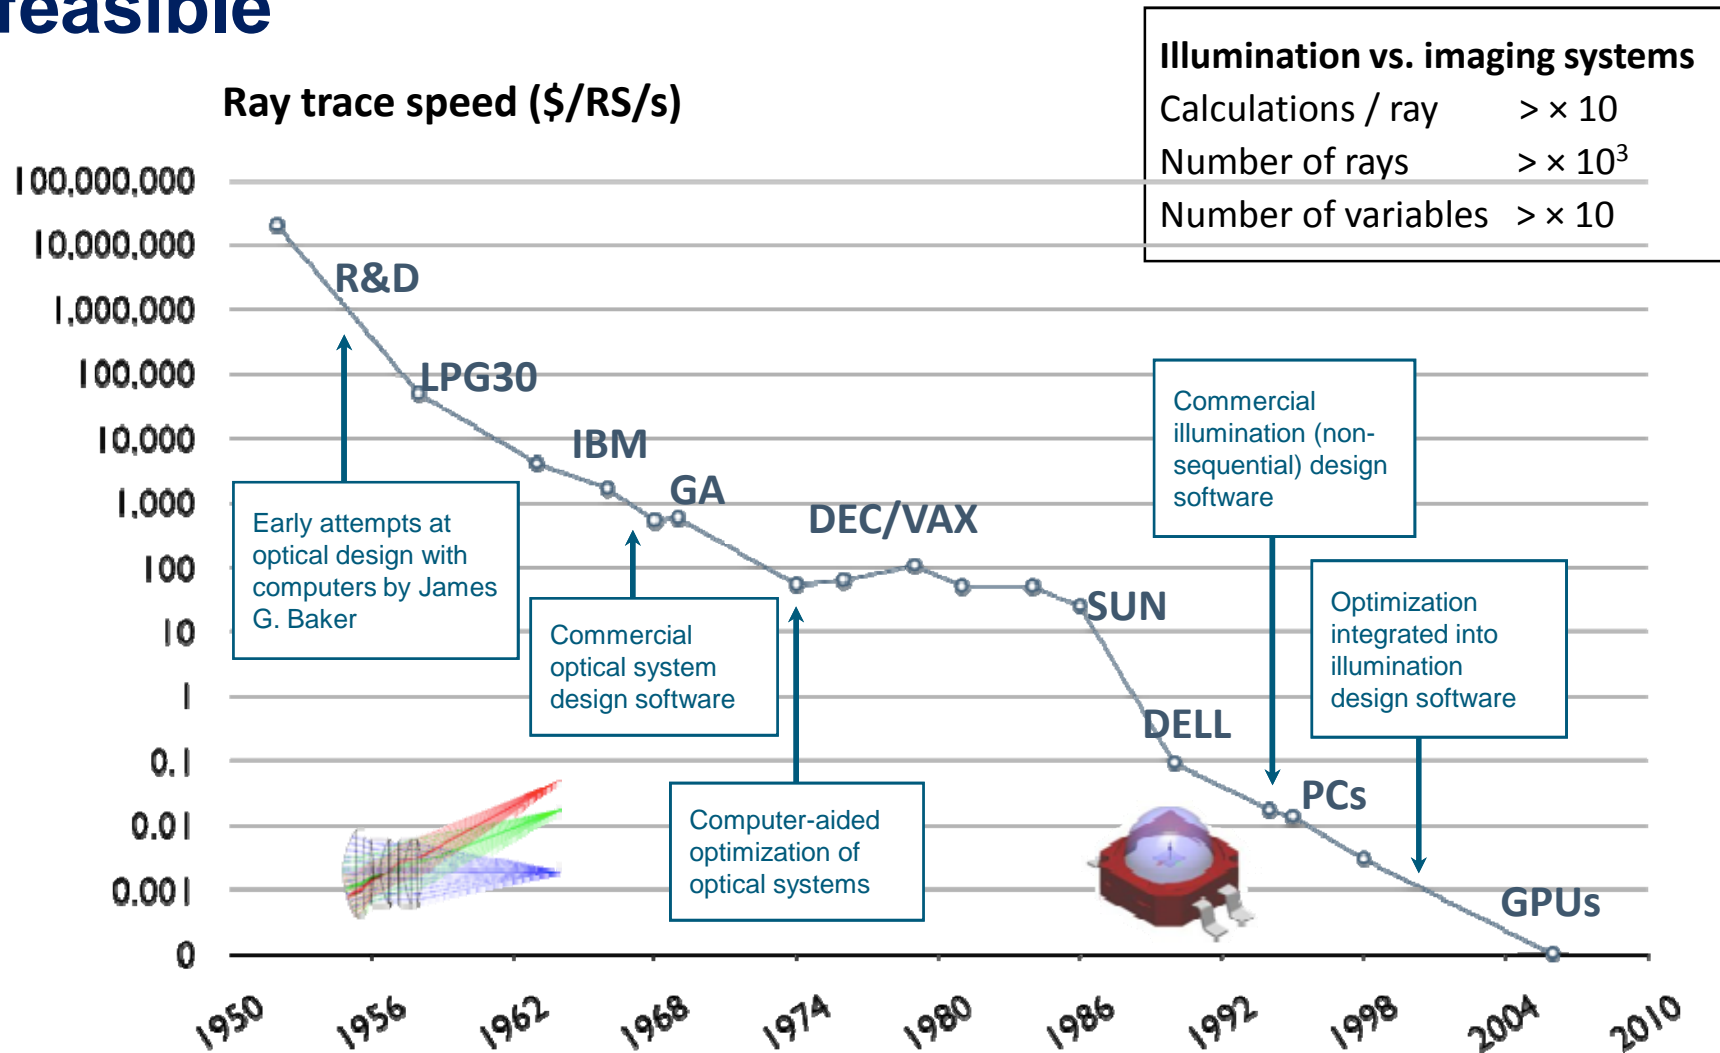 feasible
Illumination vs. imaging systems
Calculations / ray > × 10
Number of rays > × 10³
Number of variables > × 10
Ray trace speed ($/RS/s)
100,000,000
10,000,000
1,000,000
100,000
10,000
1,000
100
10
1
0.1
0.01
0.001
0
R&D
LPG30
IBM
GA
DEC/VAX
SUN
DELL
PCs
GPUs
Early attempts at
optical design with
computers by James
G. Baker
Commercial
optical system
design software
Computer-aided
optimization of
optical systems
Commercial
illumination (non-
sequential) design
software
Optimization
integrated into
illumination
design software
1950
1956
1962
1968
1974
1980
1986
1992
1998
2004
2010